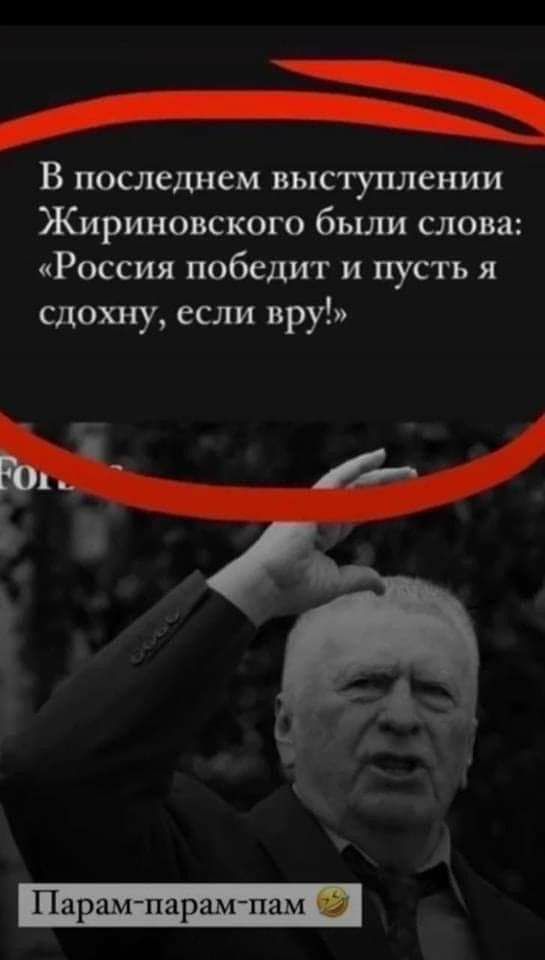 В последнем выступлении
Жириновского были слова:
«Россия победит и пусть я
сдохну, если вру!»
Парам-парам-пам 🤣